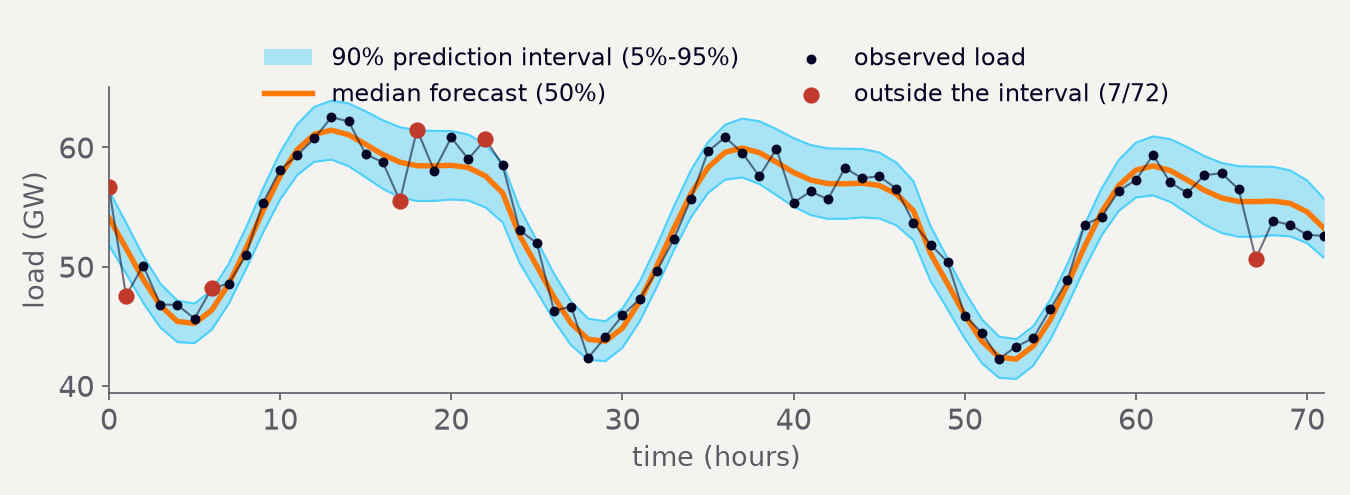 90% prediction interval (5%-95%)
median forecast (50%)
observed load
outside the interval (7/72)
load (GW)
60
50
40
0 10 20 30 40 50 60 70
time (hours)